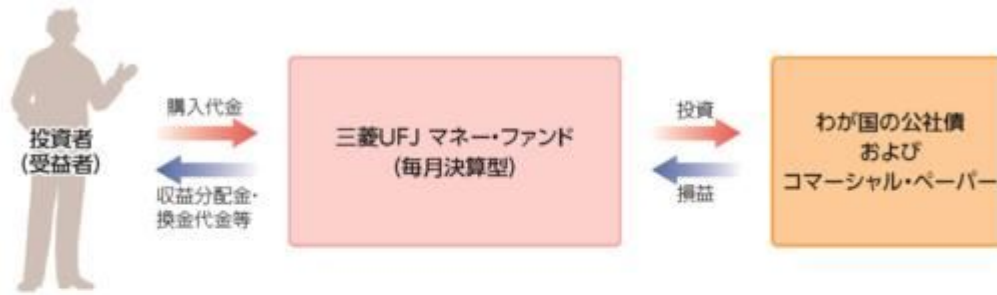 投資者
(受益者)
購入代金
収益分配金・
換金代金等
三菱UFJ マネー・ファンド
(毎月決算型)
投資
損益
わが国の公社債
および
コマーシャル・ペーパー